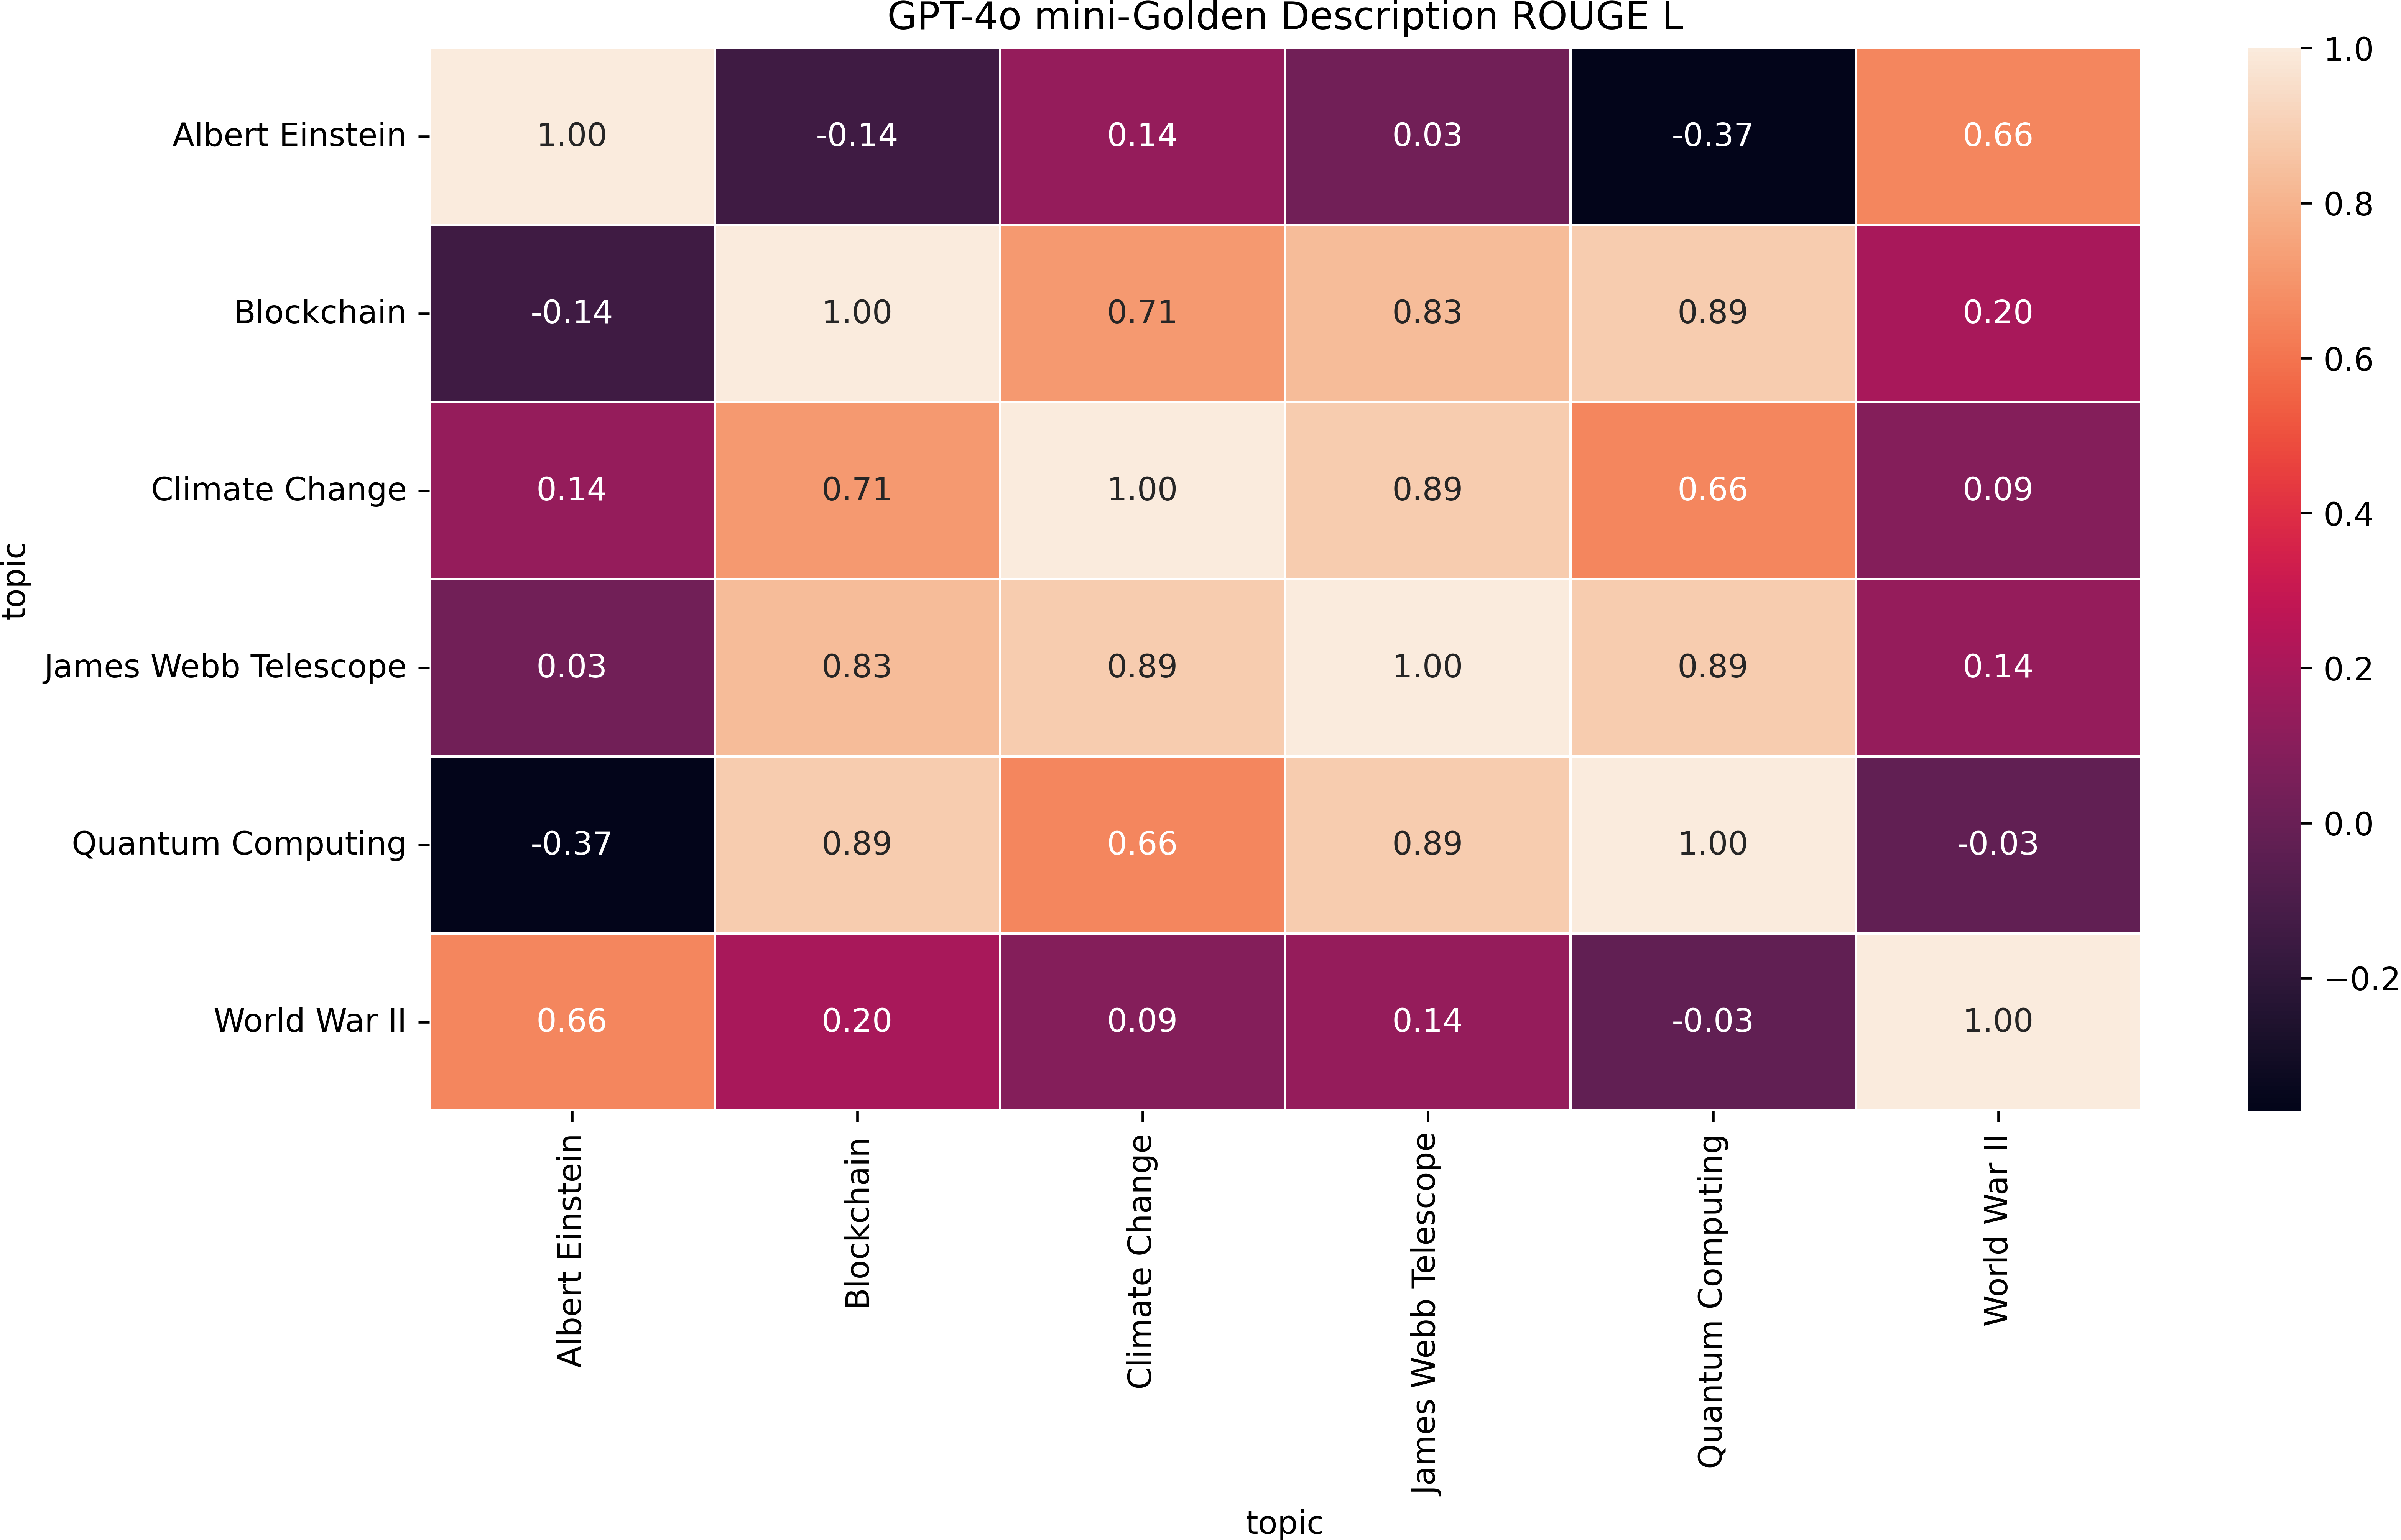 GPT-4o mini-Golden Description ROUGE L
Albert Einstein 1.00 -0.14 0.14 0.03 -0.37 0.66
Blockchain -0.14 1.00 0.71 0.83 0.89 0.20
Climate Change 0.14 0.71 1.00 0.89 0.66 0.09
James Webb Telescope 0.03 0.83 0.89 1.00 0.89 0.14
Quantum Computing -0.37 0.89 0.66 0.89 1.00 -0.03
World War II 0.66 0.20 0.09 0.14 -0.03 1.00
topic
Albert Einstein
Blockchain
Climate Change
James Webb Telescope
Quantum Computing
World War II
topic
1.0
0.8
0.6
0.4
0.2
0.0
−0.2